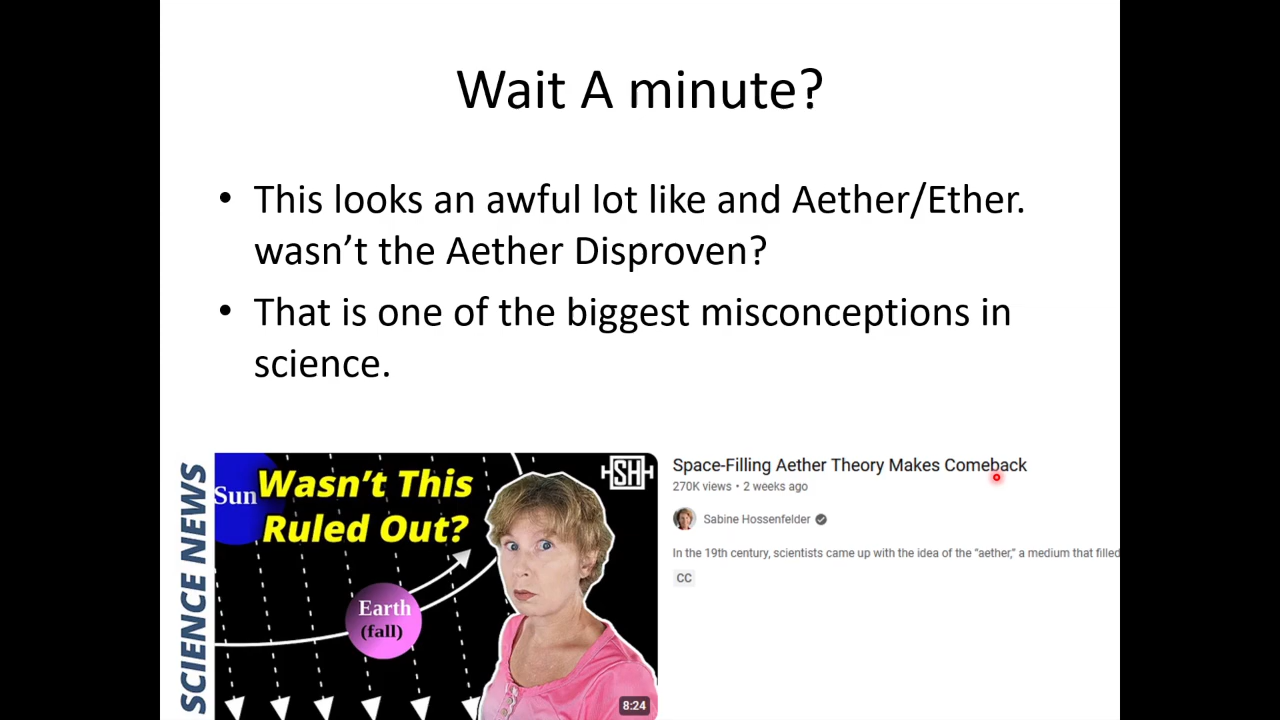 Wait A minute?
• This looks an awful lot like and Aether/Ether.
wasn’t the Aether Disproven?
• That is one of the biggest misconceptions in
science.
SCIENCE NEWS
Sun
Wasn't This
Ruled Out?
SH
Earth
(fall)
8:24
Space-Filling Aether Theory Makes Comeback
270K views • 2 weeks ago
Sabine Hossenfelder
In the 19th century, scientists came up with the idea of the “aether,” a medium that filled
CC